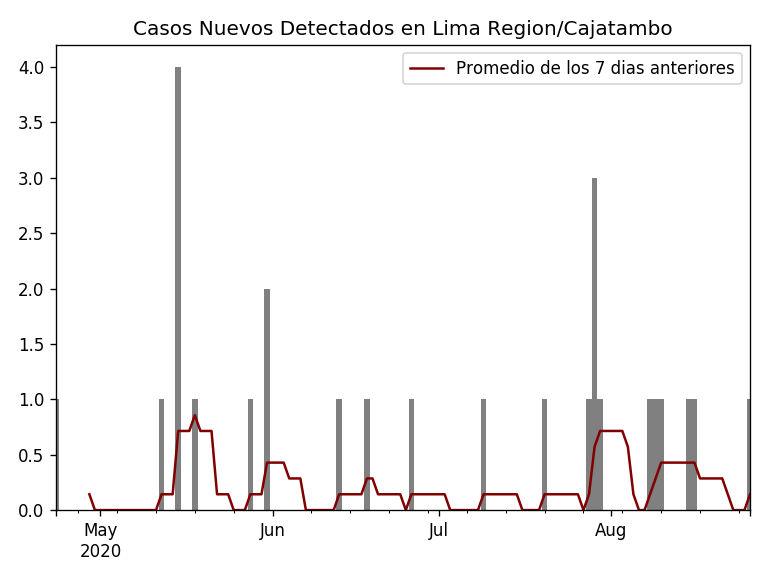 Casos Nuevos Detectados en Lima Region/Cajatambo
Promedio de los 7 dias anteriores
4.0
3.5
3.0
2.5
2.0
1.5
1.0
0.5
0.0
May
2020
Jun
Jul
Aug